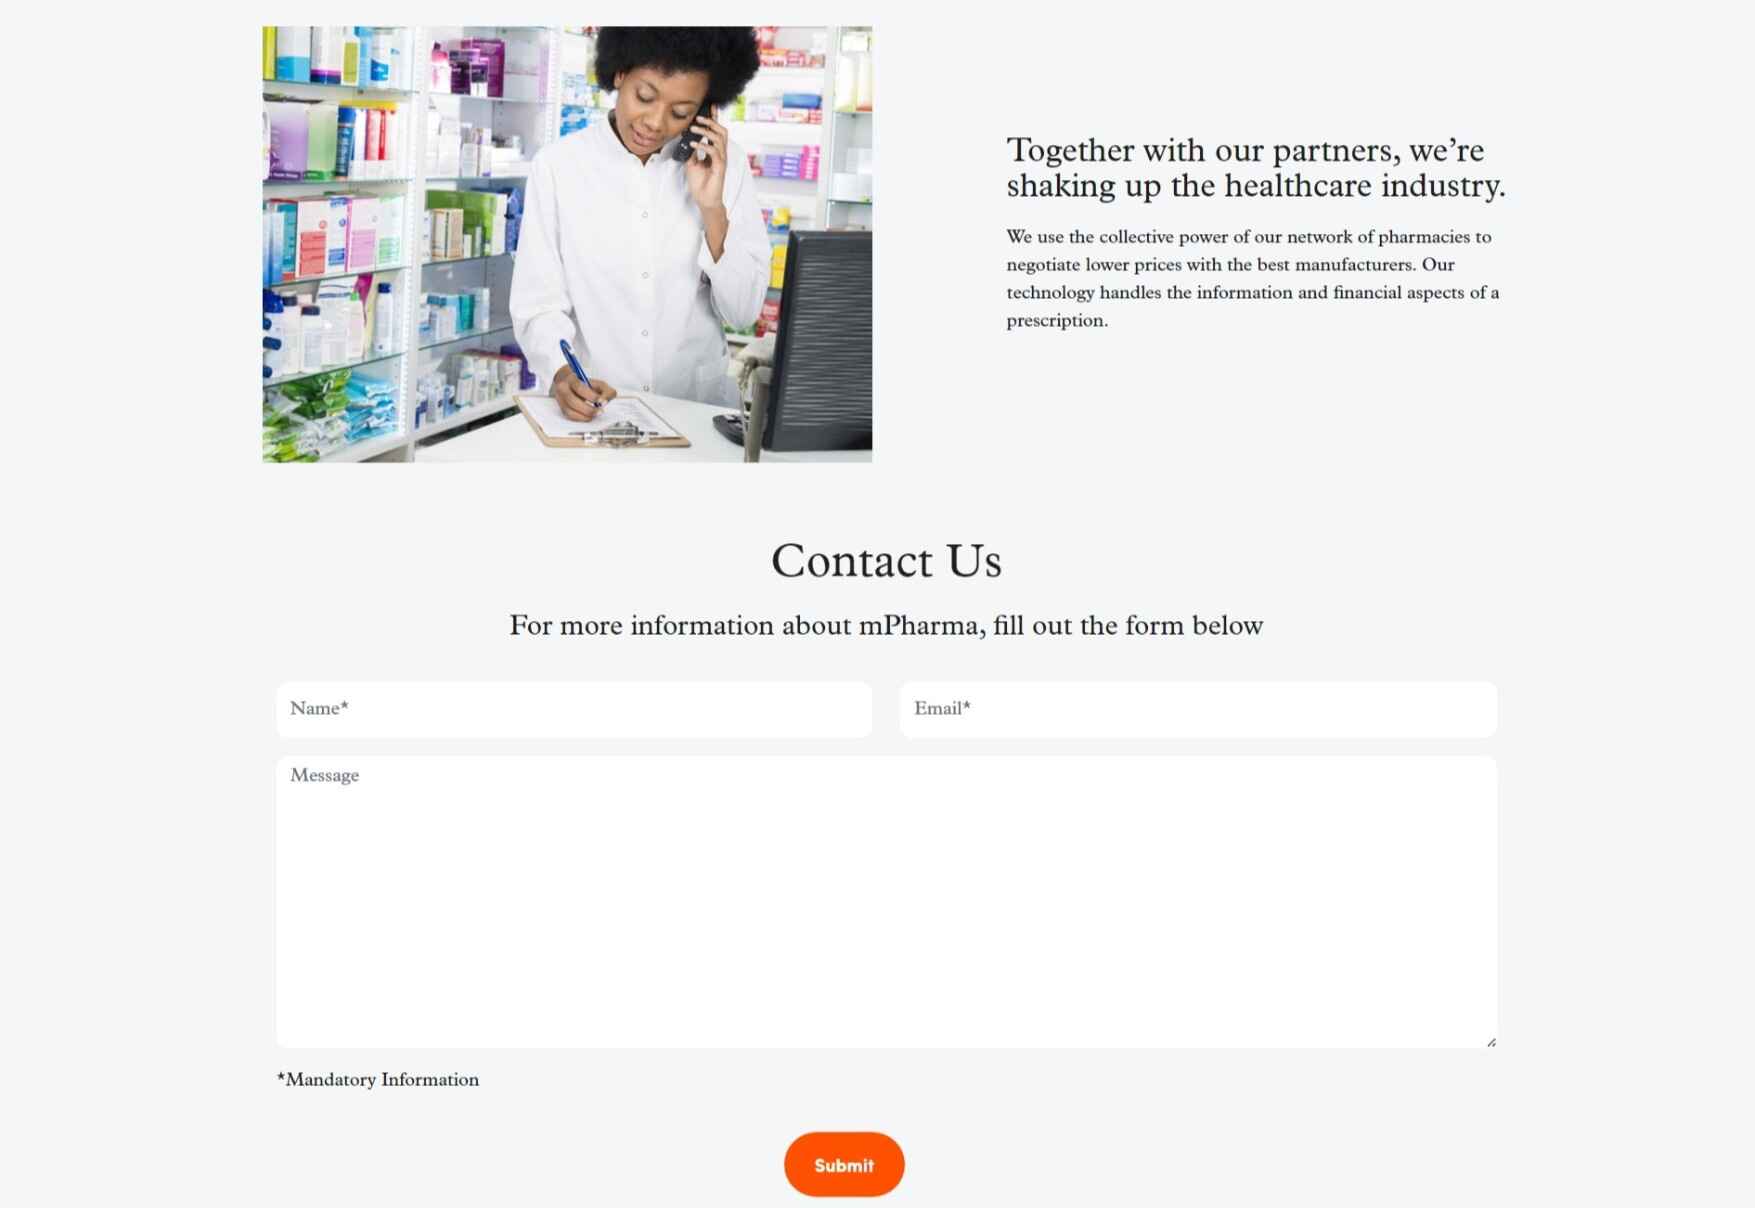 Together with our partners, we’re
shaking up the healthcare industry.
We use the collective power of our network of pharmacies to
negotiate lower prices with the best manufacturers. Our
technology handles the information and financial aspects of a
prescription.
Contact Us
For more information about mPharma, fill out the form below
Name*
Email*
Message
*Mandatory Information
Submit